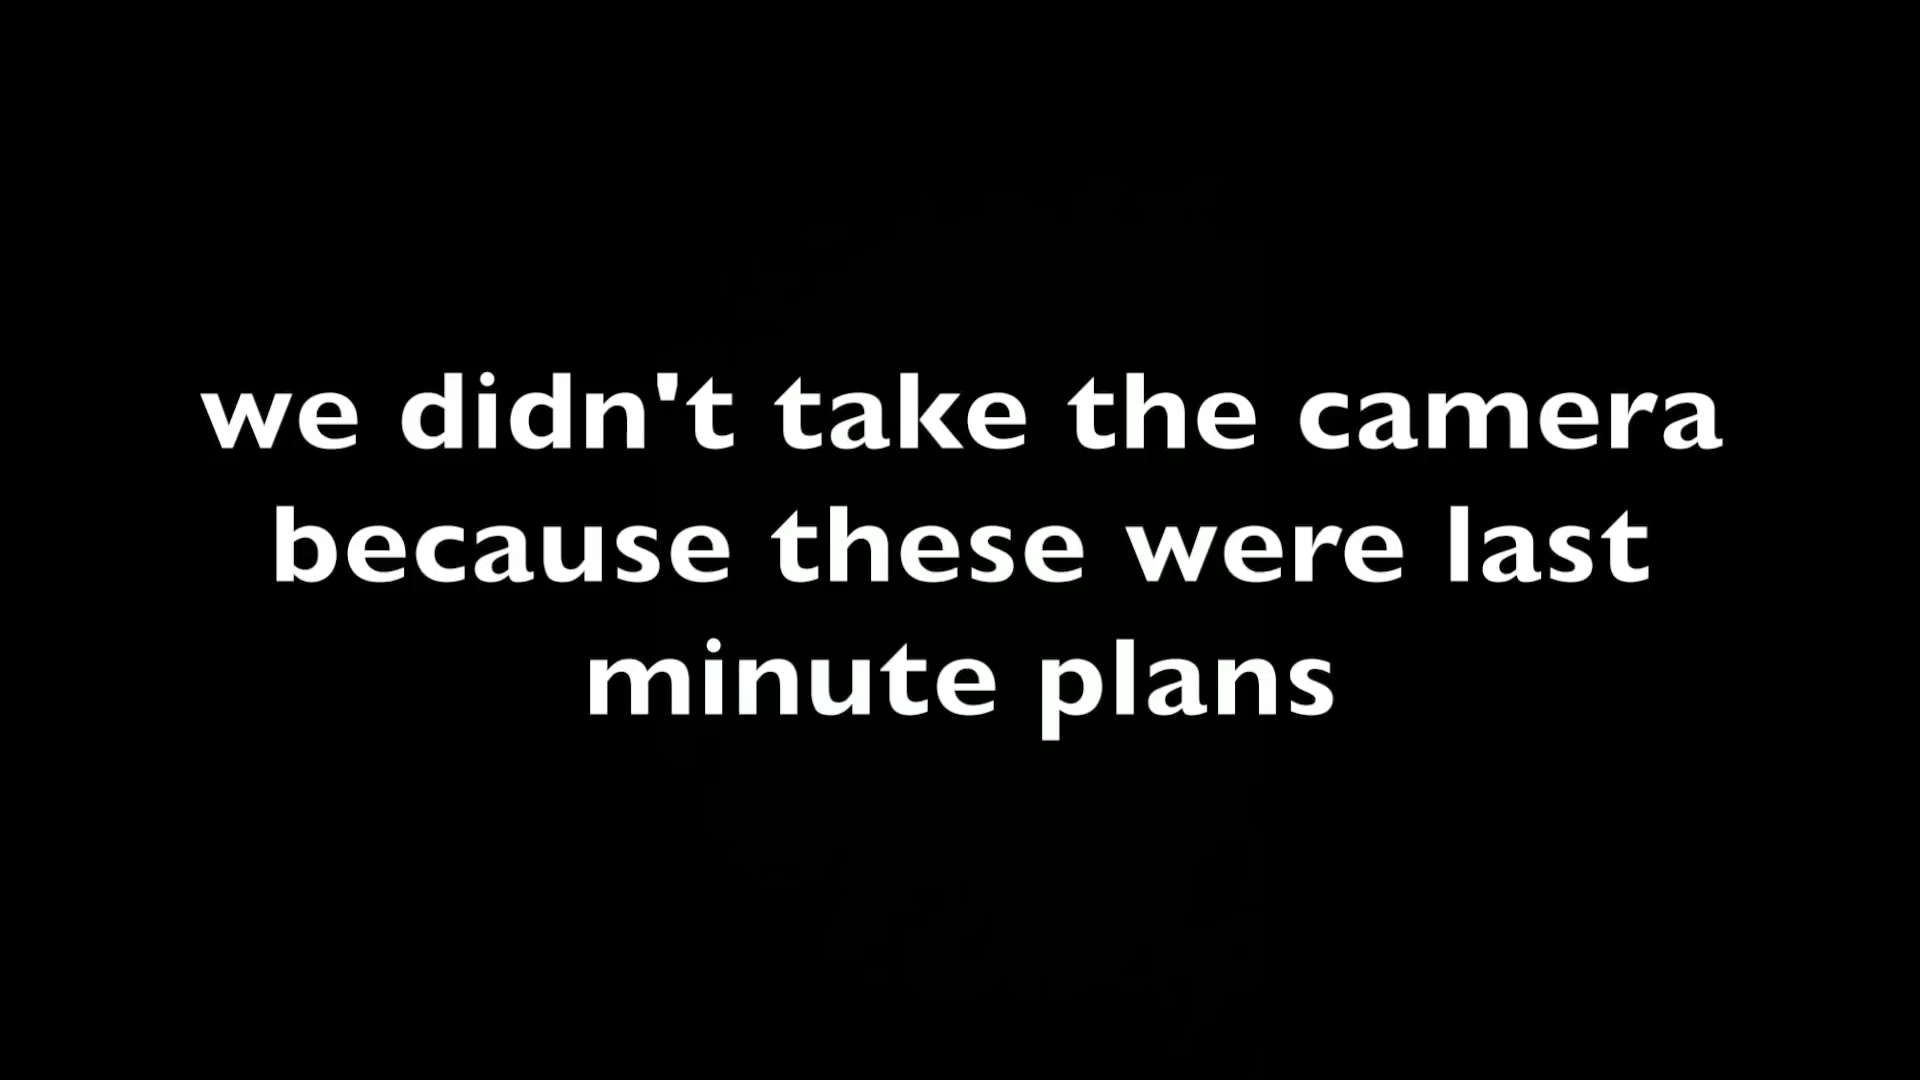 we didn't take the camera
because these were last
minute plans